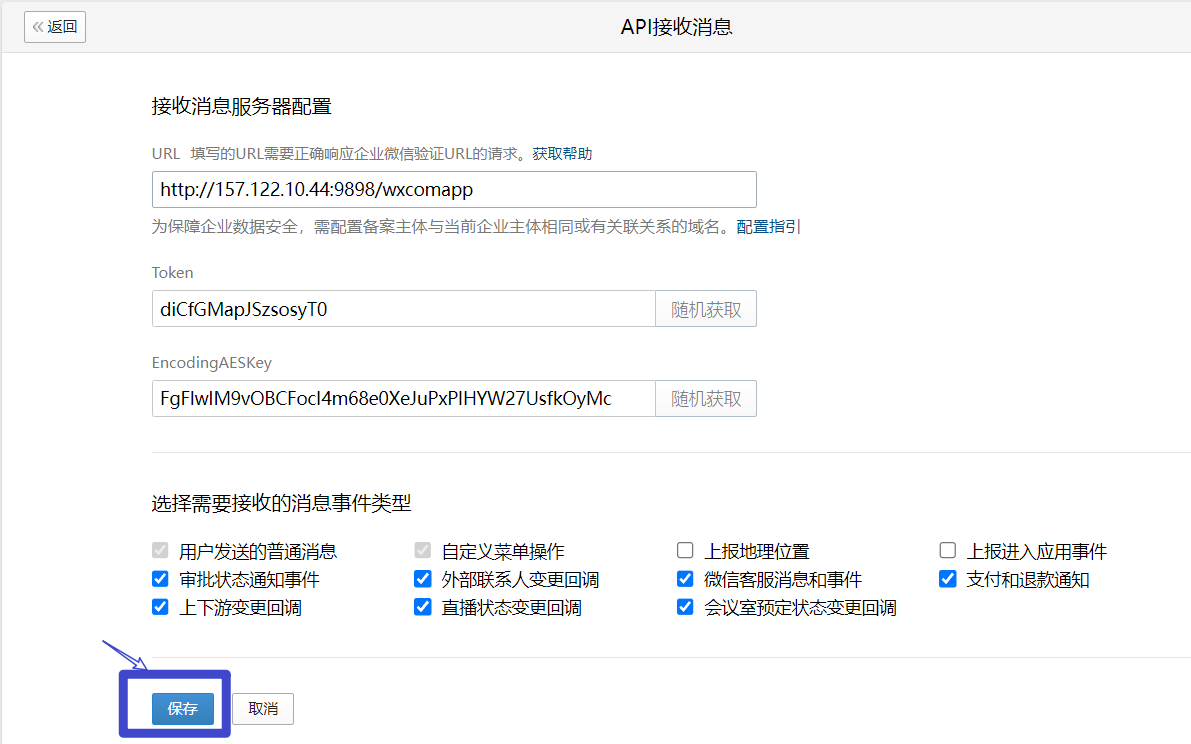 返回
API接收消息
接收消息服务器配置
URL 填写的URL需要正确响应企业微信验证URL的请求。获取帮助
http://157.122.10.44:9898/wxcomapp
为保障企业数据安全，需配置备案主体与当前企业主体相同或有关联关系的域名。配置指引
Token
diCfGMapJSzsosyT0 随机获取
EncodingAESKey
FgFIwIM9vOBCFocI4m68e0XeJuPxPIHYW27UsfkOyMc 随机获取
选择需要接收的消息事件类型
用户发送的普通消息 自定义菜单操作 上报地理位置 上报进入应用事件
审批状态通知事件 外部联系人变更回调 微信客服消息和事件 支付和退款通知
上下游变更回调 直播状态变更回调 会议室预定状态变更回调
保存 取消